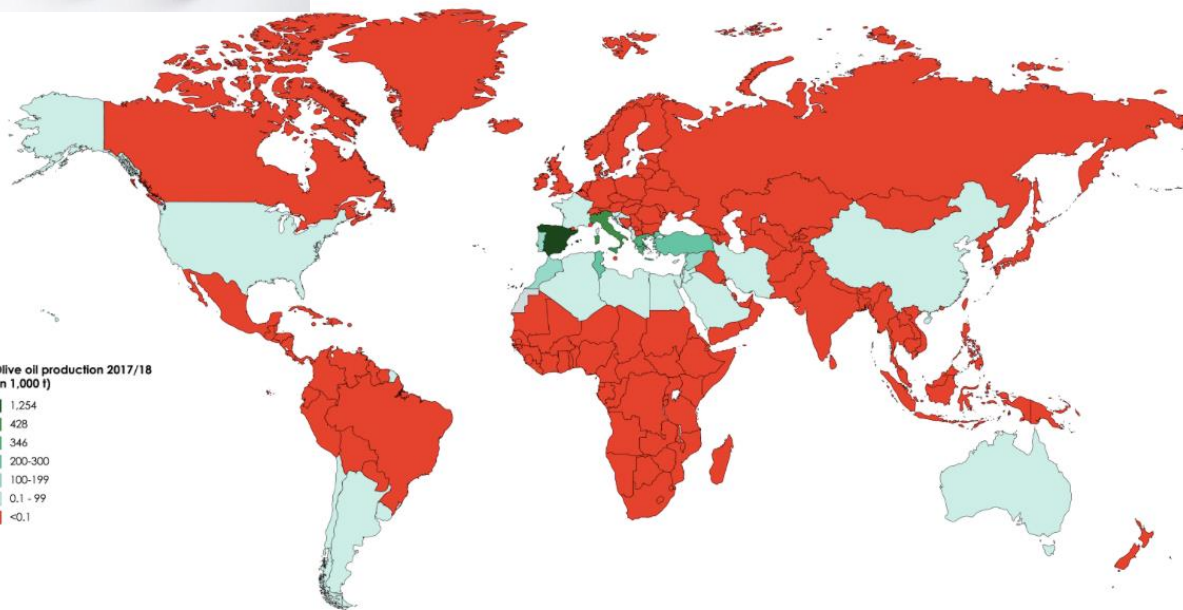 Olive oil production 2017/18
n 1,000 t)
1,254
428
346
200-300
100-199
0.1 - 99
<0.1